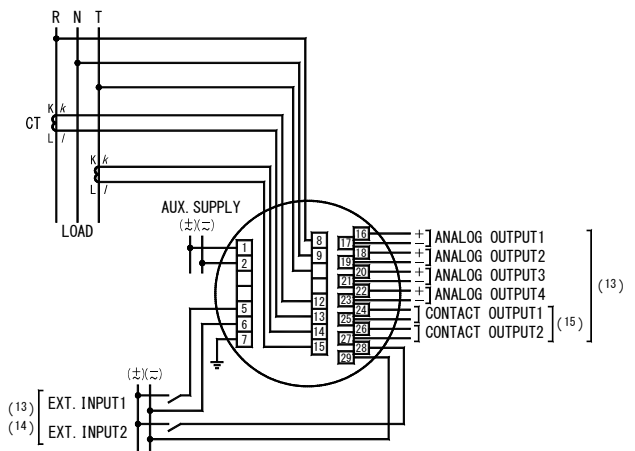 R N T
K k
CT
L l
K k
L l
LOAD
AUX. SUPPLY
(±)(∓)
1
2
5
6
7
8
9
12
13
14
15
16
17
18
19
20
21
22
23
24
25
26
27
28
29
+ ANALOG OUTPUT1
−
+ ANALOG OUTPUT2
−
+ ANALOG OUTPUT3
−
+ ANALOG OUTPUT4
−
CONTACT OUTPUT1
CONTACT OUTPUT2
(15)
(13)
(±)(∓)
(13) EXT. INPUT1
(14) EXT. INPUT2